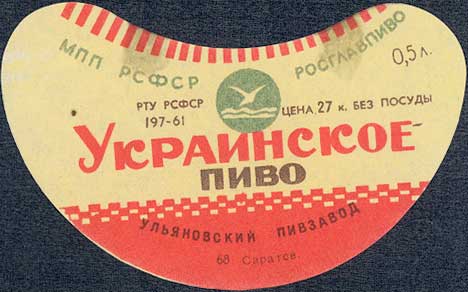 МПП РСФСР
РОСГЛАВПИВО
0,5 л.
РТУ РСФСР
197-61
ЦЕНА 27 к. БЕЗ ПОСУДЫ
УКРАИНСКОЕ
ПИВО
УЛЬЯНОВСКИЙ ПИВЗАВОД
68 Саратов